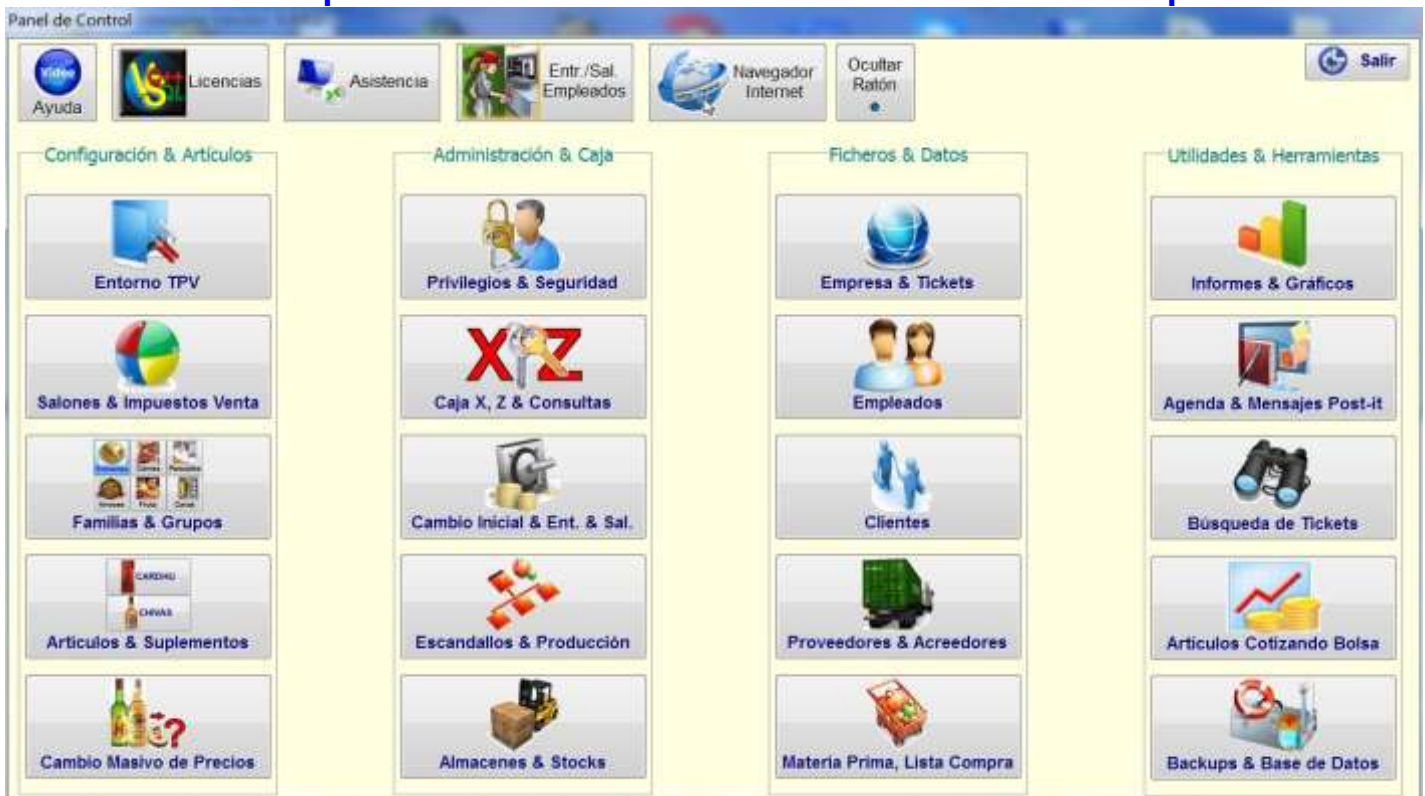 Panel de Control
Video
Ayuda
Licencias
Asistencia
Entr./Sal.
Empleados
Navegador
Internet
Ocultar
Ratón
Salir
Configuración & Artículos
Administración & Caja
Ficheros & Datos
Utilidades & Herramientas
Entorno TPV
Privilegios & Seguridad
Empresa & Tickets
Informes & Gráficos
Salones & Impuestos Venta
XYZ
Caja X, Z & Consultas
Empleados
Agenda & Mensajes Post-it
Familias & Grupos
Cambio Inicial & Ent. & Sal.
Clientes
Búsqueda de Tickets
CARDHU
CHIVAS
Artículos & Suplementos
Escandallos & Producción
Proveedores & Acreedores
Artículos Cotizando Bolsa
?
Cambio Masivo de Precios
Almacenes & Stocks
Materia Prima, Lista Compra
Backups & Base de Datos